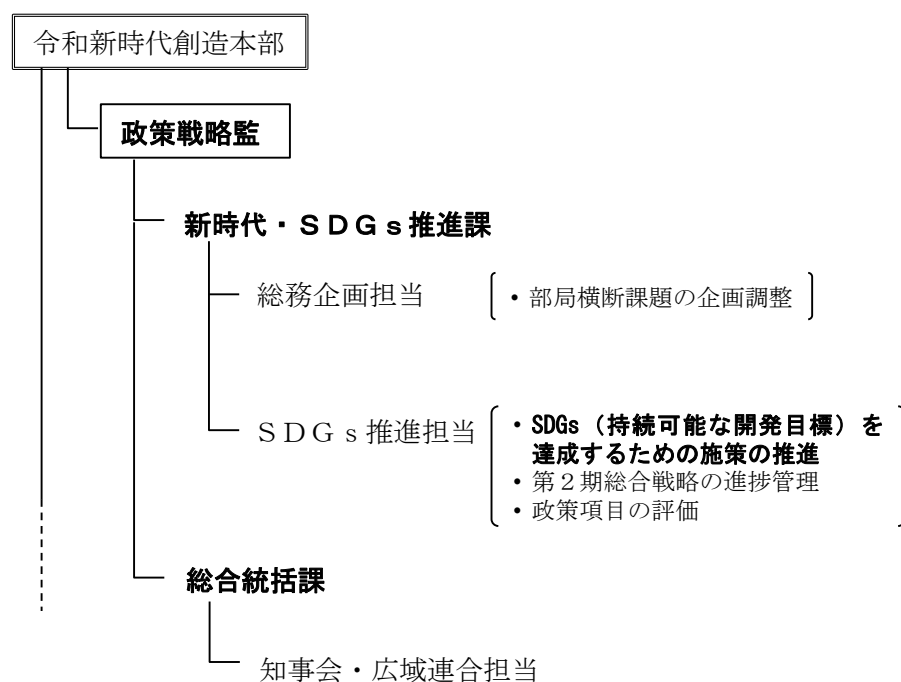 令和新時代創造本部
政策戦略監
新時代・ＳＤＧｓ推進課
総務企画担当
・部局横断課題の企画調整
ＳＤＧｓ推進担当
・SDGs（持続可能な開発目標）を
達成するための施策の推進
・第２期総合戦略の進捗管理
・政策項目の評価
総合統括課
知事会・広域連合担当